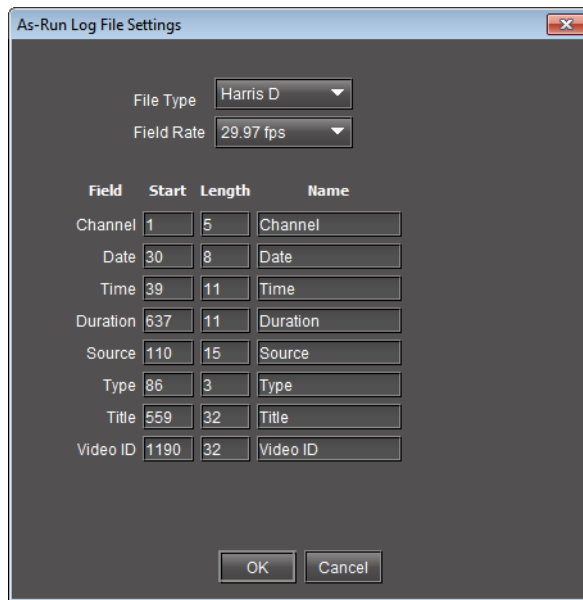 As-Run Log File Settings
File Type Harris D
Field Rate 29.97 fps
Field Start Length Name
Channel 1 5 Channel
Date 30 8 Date
Time 39 11 Time
Duration 637 11 Duration
Source 110 15 Source
Type 86 3 Type
Title 559 32 Title
Video ID 1190 32 Video ID
OK Cancel